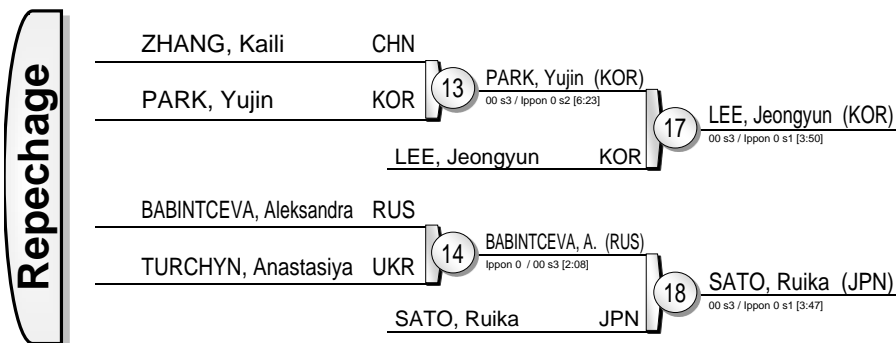 Repechage
ZHANG, Kaili CHN
PARK, Yujin KOR
13
PARK, Yujin (KOR)
00 s3 / Ippon 0 s2 [6:23]
LEE, Jeongyun KOR
17
LEE, Jeongyun (KOR)
00 s3 / Ippon 0 s1 [3:50]
BABINTCEVA, Aleksandra RUS
TURCHYN, Anastasiya UKR
14
BABINTCEVA, A. (RUS)
Ippon 0 / 00 s3 [2:08]
SATO, Ruika JPN
18
SATO, Ruika (JPN)
00 s3 / Ippon 0 s1 [3:47]